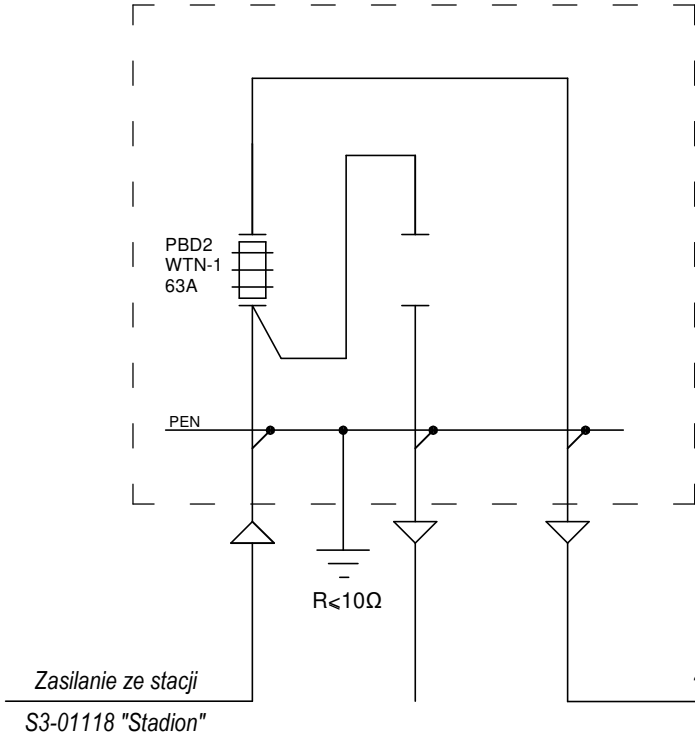 PBD2
WTN-1
63A
PEN
R⩽10Ω
Zasilanie ze stacji
S3-01118 "Stadion"